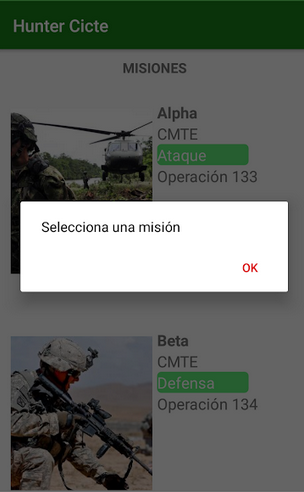 Hunter Cicte
MISIONES
Alpha
CMTE
Ataque
Operación 133
Selecciona una misión
OK
Beta
CMTE
Defensa
Operación 134